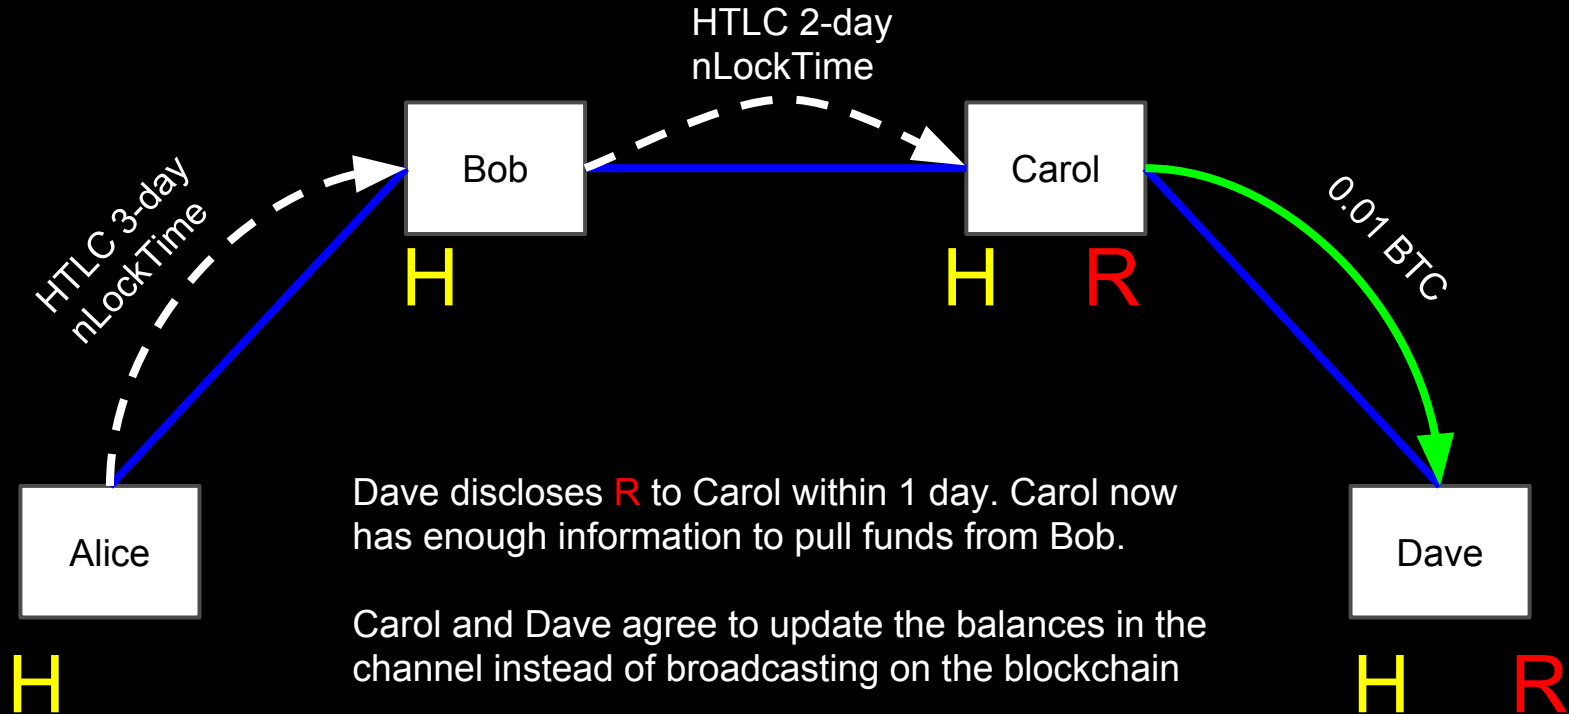 HTLC 2-day
nLockTime
HTLC 3-day
nLockTime
Bob
Carol
0.01 BTC
H
H R
Dave discloses R to Carol within 1 day. Carol now
has enough information to pull funds from Bob.
Alice
Dave
Carol and Dave agree to update the balances in the
channel instead of broadcasting on the blockchain
H
H R